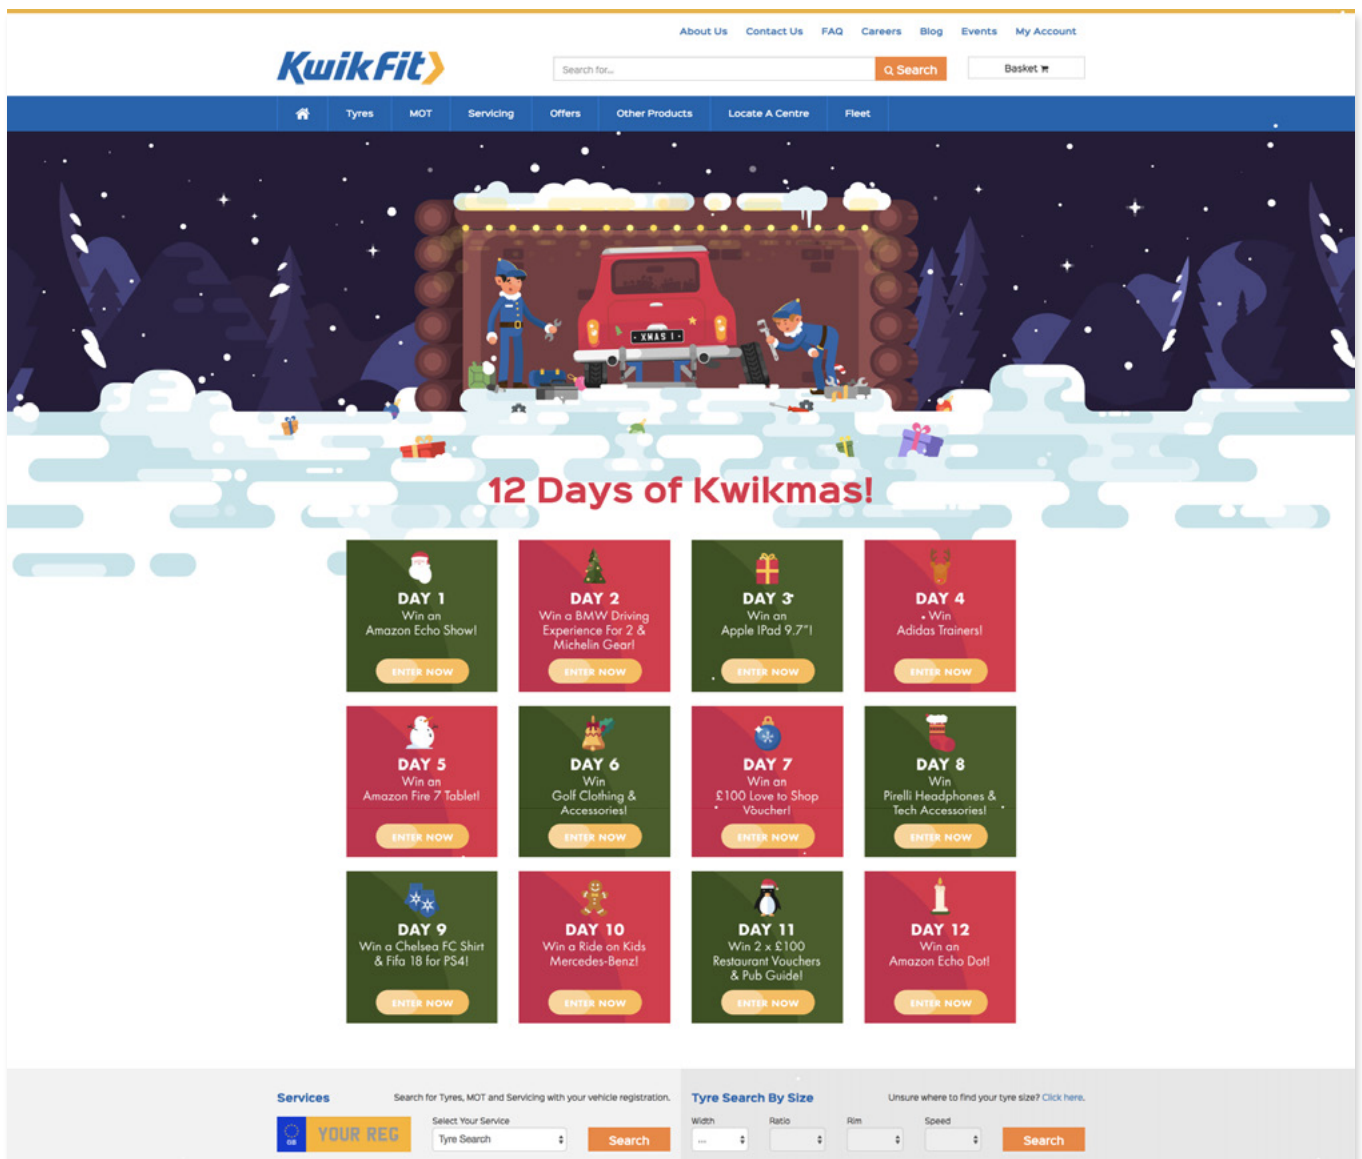 About Us Contact Us FAQ Careers Blog Events My Account
KwikFit
Search for...
Search
Basket
Tyres MOT Servicing Offers Other Products Locate A Centre Fleet
· XMAS 1 ·
12 Days of Kwikmas!
DAY 1
Win an
Amazon Echo Show!
ENTER NOW
DAY 2
Win a BMW Driving
Experience For 2 &
Michelin Gear!
ENTER NOW
DAY 3
Win an
Apple IPad 9.7"!
ENTER NOW
DAY 4
Win
Adidas Trainers!
ENTER NOW
DAY 5
Win an
Amazon Fire 7 Tablet!
ENTER NOW
DAY 6
Win
Golf Clothing &
Accessories!
ENTER NOW
DAY 7
Win an
£100 Love to Shop
Voucher!
ENTER NOW
DAY 8
Win
Pirelli Headphones &
Tech Accessories!
ENTER NOW
DAY 9
Win a Chelsea FC Shirt
& Fifa 18 for PS4!
ENTER NOW
DAY 10
Win a Ride on Kids
Mercedes-Benz!
ENTER NOW
DAY 11
Win 2 x £100
Restaurant Vouchers
& Pub Guide!
ENTER NOW
DAY 12
Win an
Amazon Echo Dot!
ENTER NOW
Services
Search for Tyres, MOT and Servicing with your vehicle registration.
GB
YOUR REG
Select Your Service
Tyre Search
Search
Tyre Search By Size
Unsure where to find your tyre size? Click here.
Width Ratio Rim Speed
...
Search